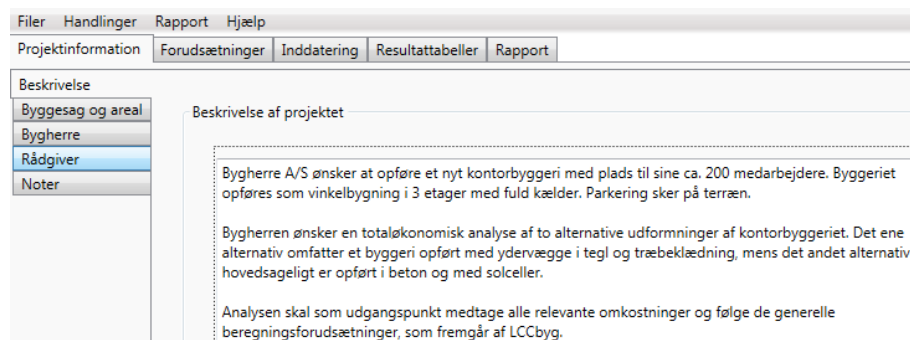 Filer Handlinger Rapport Hjælp
Projektinformation Forudsætninger Inddatering Resultattabeller Rapport
Beskrivelse
Byggesag og areal
Bygherre
Rådgiver
Noter
Beskrivelse af projektet
Bygherre A/S ønsker at opføre et nyt kontorbyggeri med plads til sine ca. 200 medarbejdere. Byggeriet
opføres som vinkelbygning i 3 etager med fuld kælder. Parkering sker på terræn.
Bygherren ønsker en totaløkonomisk analyse af to alternative udformninger af kontorbyggeriet. Det ene
alternativ omfatter et byggeri opført med ydervægge i tegl og træbeklædning, mens det andet alternativ
hovedsageligt er opført i beton og med solceller.
Analysen skal som udgangspunkt medtage alle relevante omkostninger og følge de generelle
beregningsforudsætninger, som fremgår af LCCbyg.